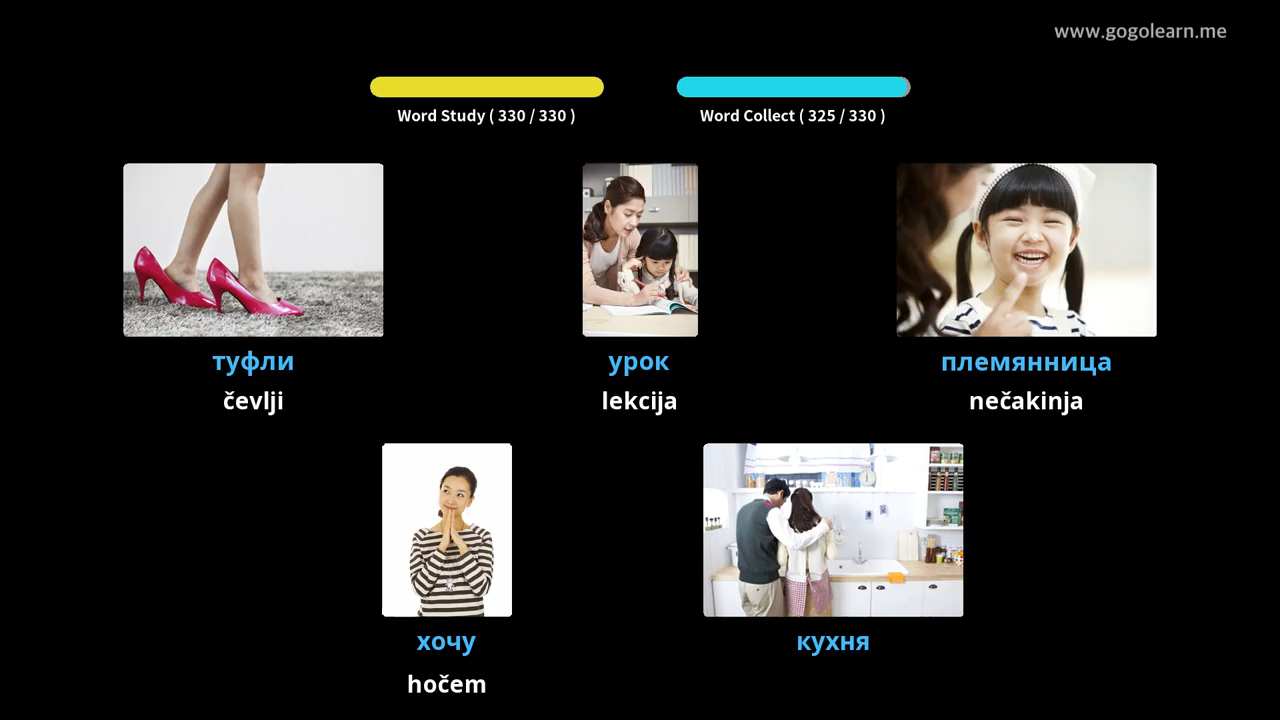 www.gogolearn.me
Word Study ( 330 / 330 )
Word Collect ( 325 / 330 )
туфли
čevlji
урок
lekcija
племянница
nečakinja
хочу
hočem
кухня